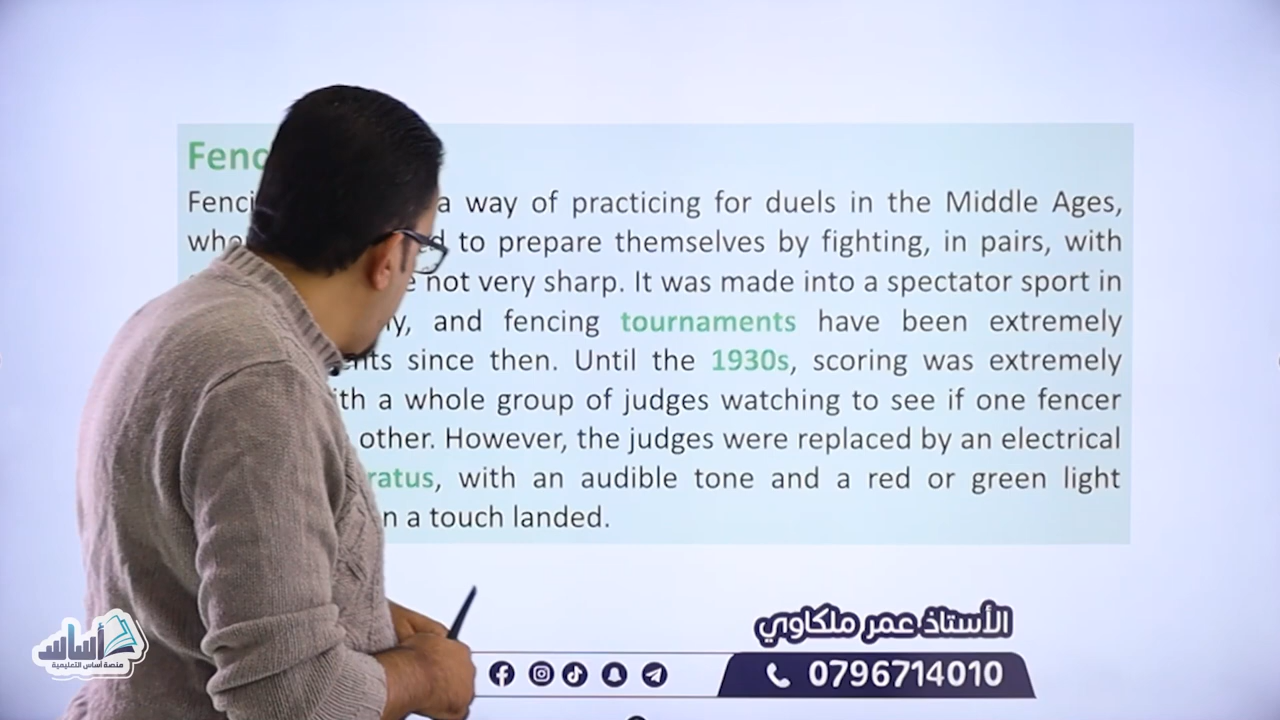 Fenc
Fenci a way of practicing for duels in the Middle Ages,
who d to prepare themselves by fighting, in pairs, with
e not very sharp. It was made into a spectator sport in
ny, and fencing tournaments have been extremely
nts since then. Until the 1930s, scoring was extremely
ith a whole group of judges watching to see if one fencer
other. However, the judges were replaced by an electrical
ratus, with an audible tone and a red or green light
n a touch landed.
الأستاذ عمر ملكاوي
0796714010
أساس
منصة أساس التعليمية